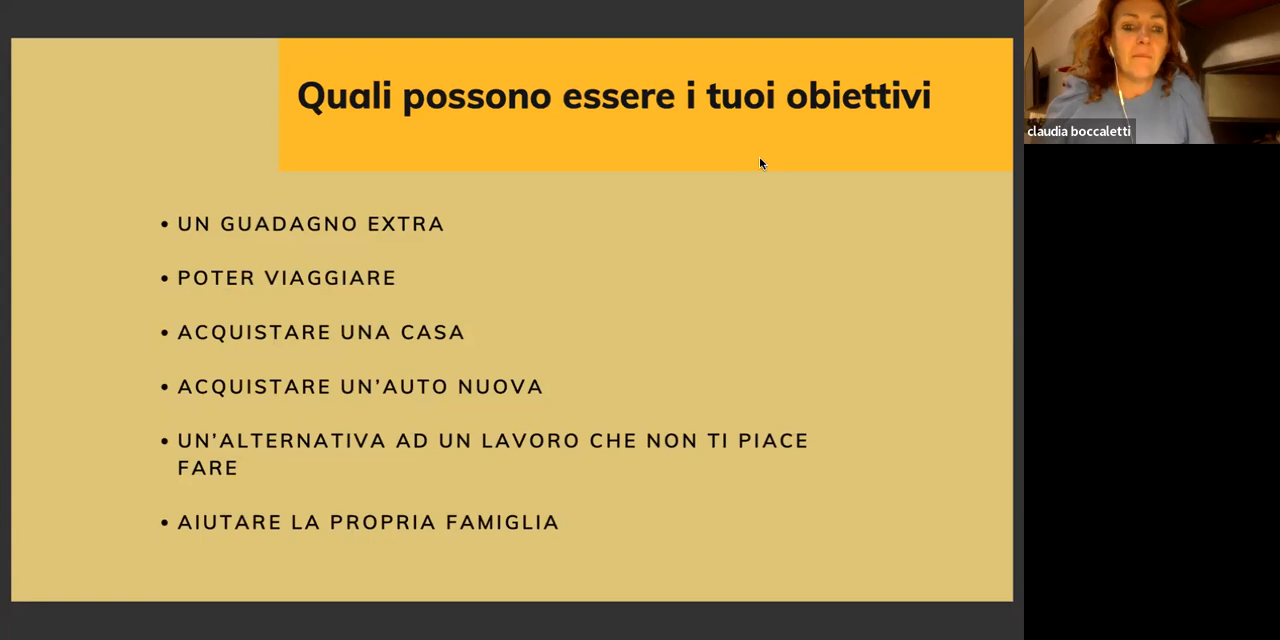 Quali possono essere i tuoi obiettivi
claudia boccaletti
• UN GUADAGNO EXTRA
• POTER VIAGGIARE
• ACQUISTARE UNA CASA
• ACQUISTARE UN’AUTO NUOVA
• UN’ALTERNATIVA AD UN LAVORO CHE NON TI PIACE
FARE
• AIUTARE LA PROPRIA FAMIGLIA